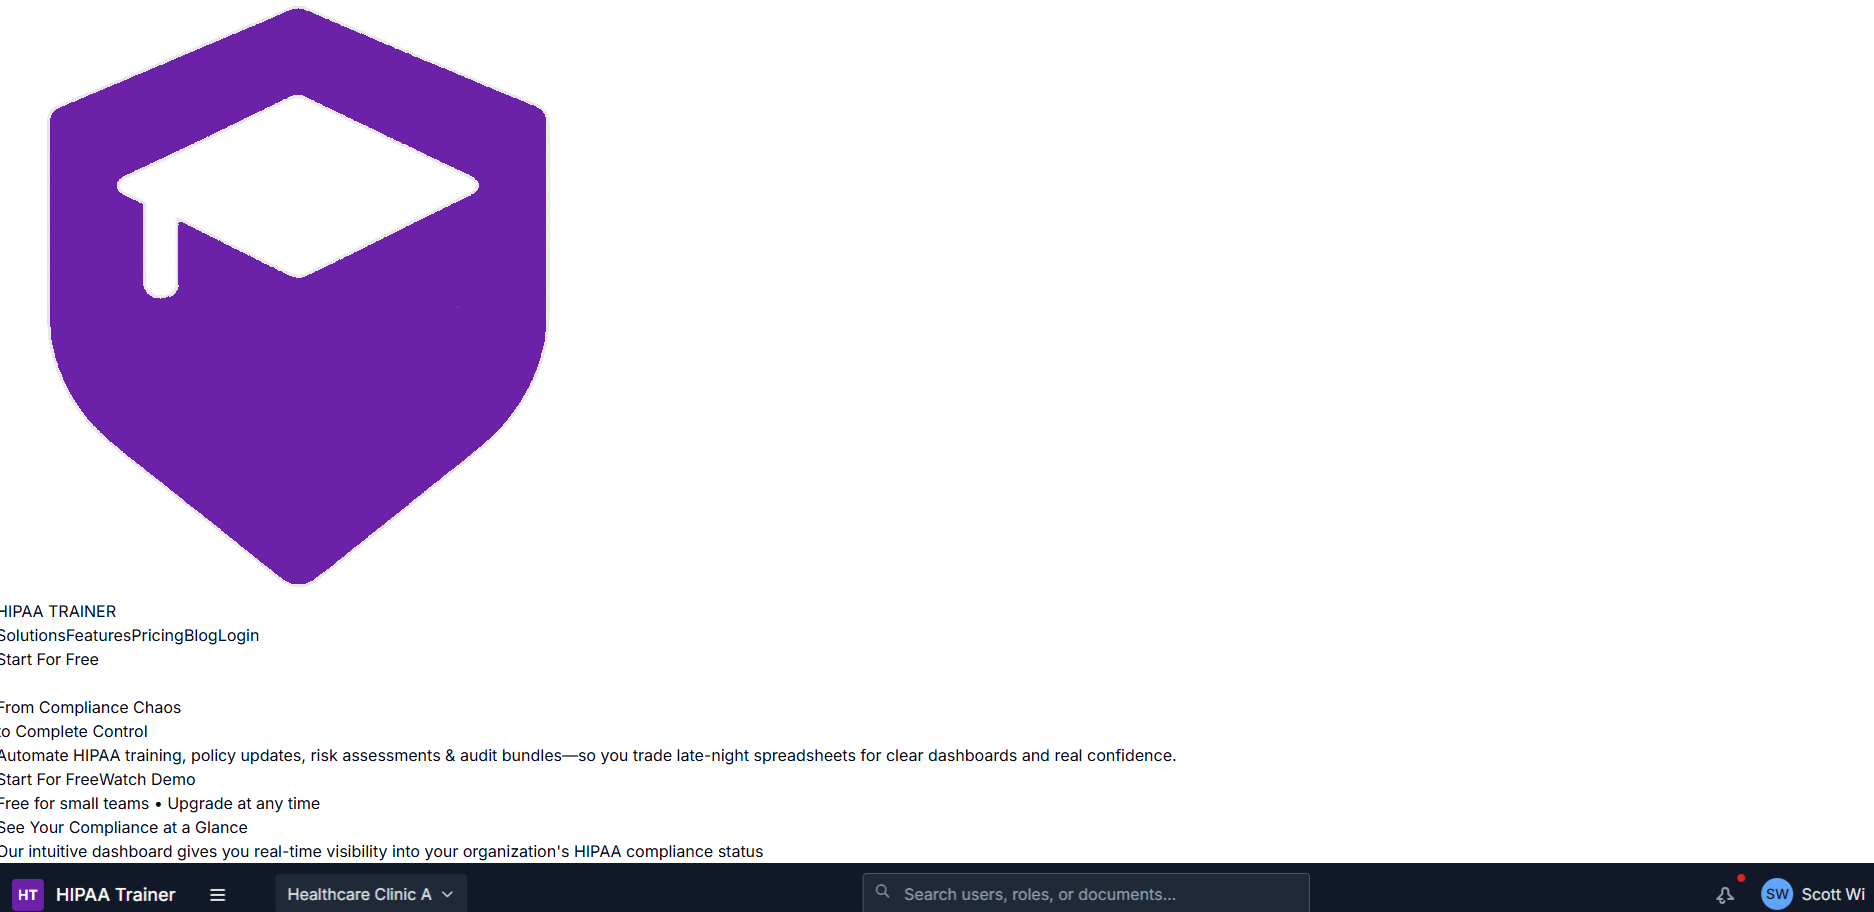 HIPAA TRAINER
SolutionsFeaturesPricingBlogLogin
Start For Free
From Compliance Chaos
to Complete Control
Automate HIPAA training, policy updates, risk assessments & audit bundles—so you trade late-night spreadsheets for clear dashboards and real confidence.
Start For FreeWatch Demo
Free for small teams • Upgrade at any time
See Your Compliance at a Glance
Our intuitive dashboard gives you real-time visibility into your organization's HIPAA compliance status
HT HIPAA Trainer Healthcare Clinic A Search users, roles, or documents... SW Scott Wi